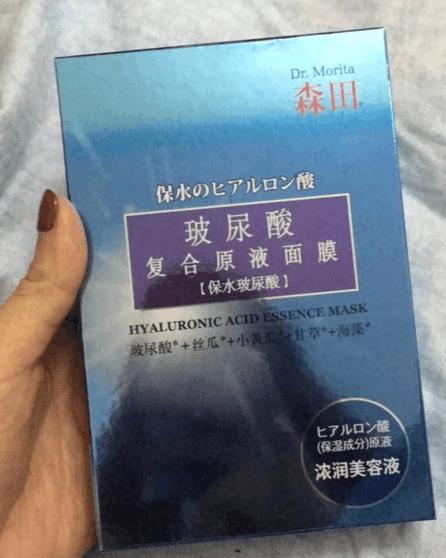 Dr. Morita
森田
保水のヒアルロン酸
玻尿酸
复合原液面膜
【保水玻尿酸】
HYALURONIC ACID ESSENCE MASK
玻尿酸*+丝瓜*+小黄瓜*+甘草*+海藻*
ヒアルロン酸
(保湿成分)原液
浓润美容液